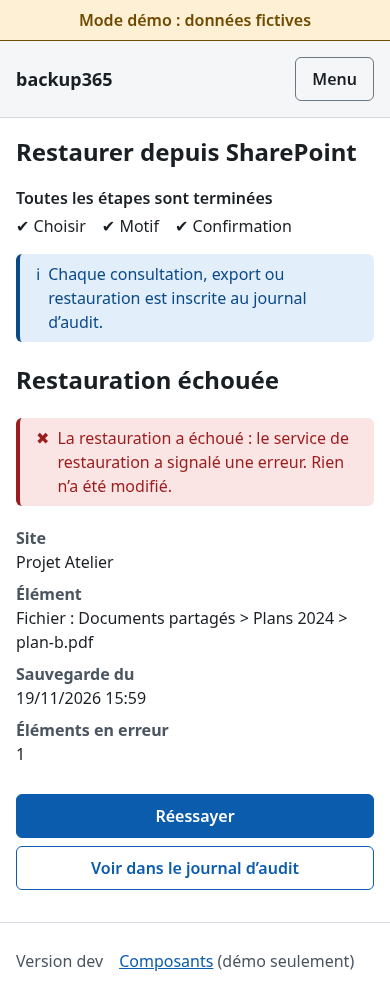 Mode démo : données fictives
backup365
Menu
Restaurer depuis SharePoint
Toutes les étapes sont terminées
✔ Choisir ✔ Motif ✔ Confirmation
i Chaque consultation, export ou
restauration est inscrite au journal
d’audit.
Restauration échouée
✖ La restauration a échoué : le service de
restauration a signalé une erreur. Rien
n’a été modifié.
Site
Projet Atelier
Élément
Fichier : Documents partagés > Plans 2024 >
plan-b.pdf
Sauvegarde du
19/11/2026 15:59
Éléments en erreur
1
Réessayer
Voir dans le journal d’audit
Version dev Composants (démo seulement)